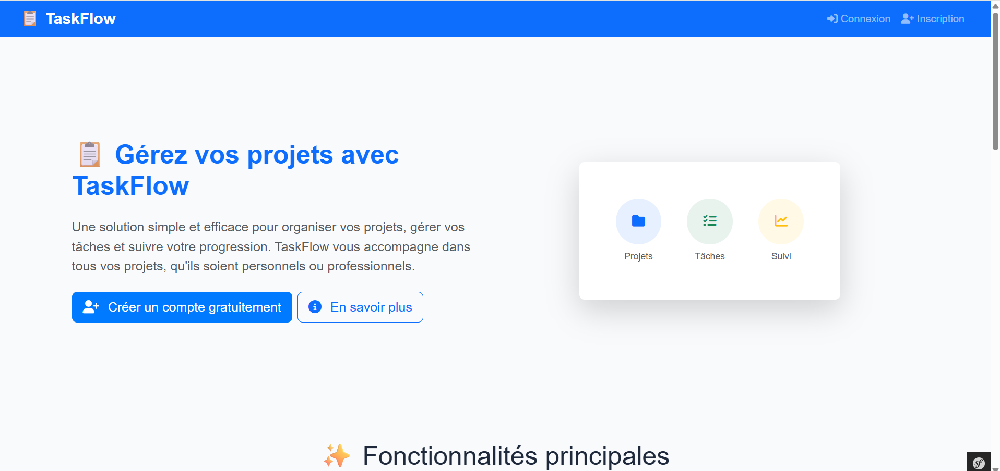 TaskFlow
Connexion
Inscription
Gérez vos projets avec
TaskFlow
Une solution simple et efficace pour organiser vos projets, gérer vos
tâches et suivre votre progression. TaskFlow vous accompagne dans
tous vos projets, qu'ils soient personnels ou professionnels.
Créer un compte gratuitement
En savoir plus
Projets
Tâches
Suivi
Fonctionnalités principales
sf